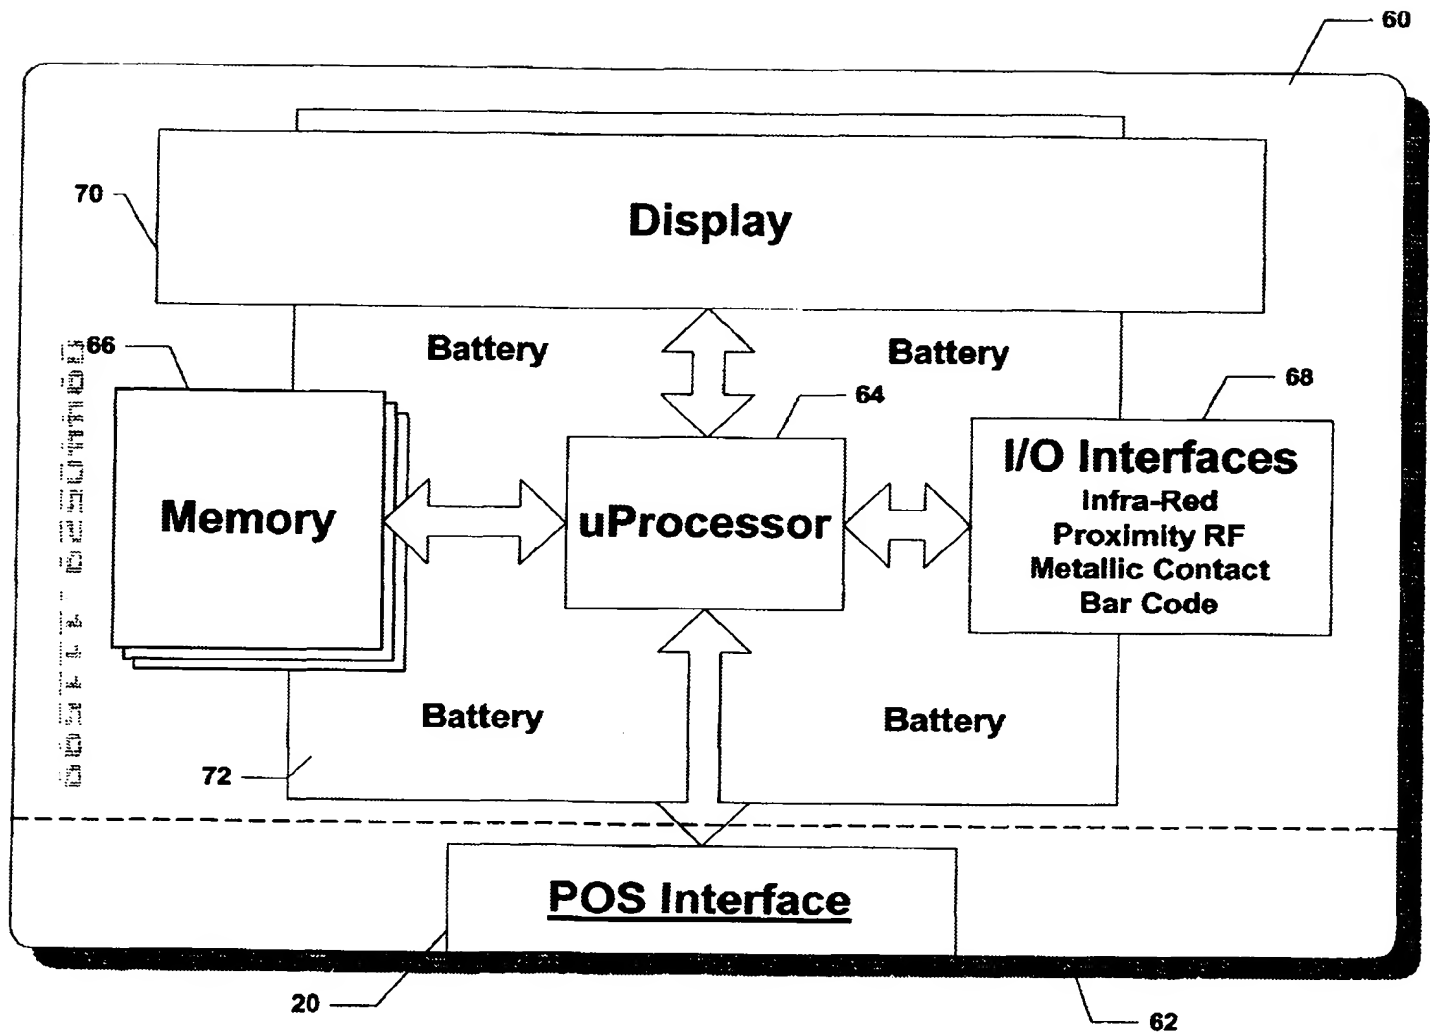 60
70
Display
Battery
Battery
66
64
68
Memory
uProcessor
I/O Interfaces
Infra-Red
Proximity RF
Metallic Contact
Bar Code
Battery
Battery
72
POS Interface
20
62